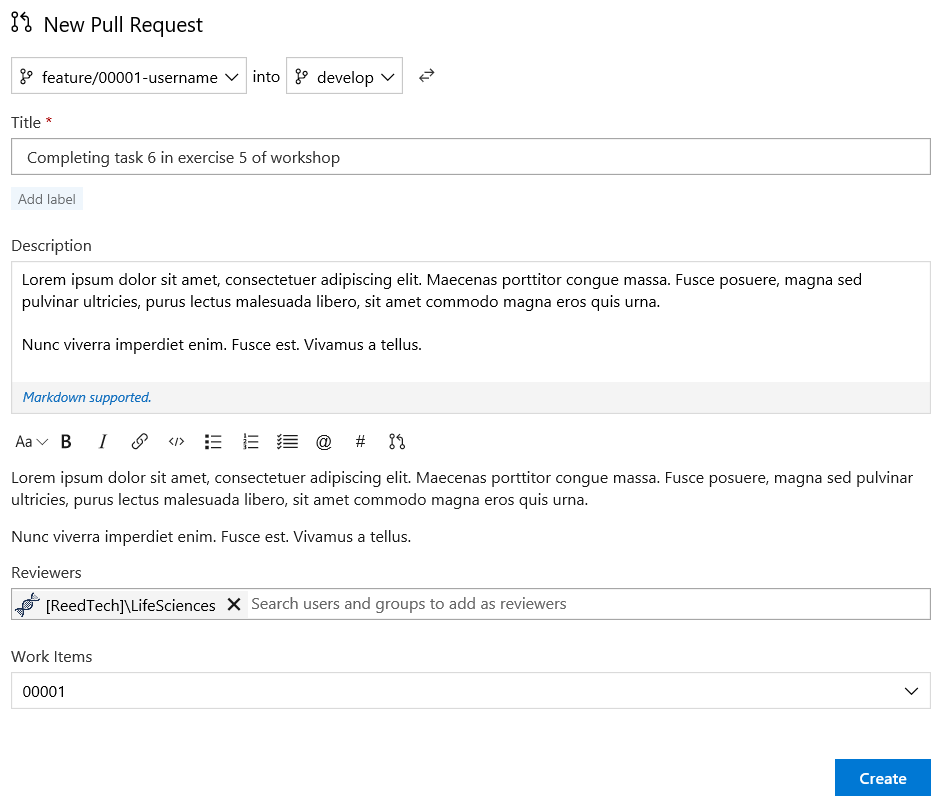 New Pull Request
feature/00001-username into develop
Title *
Completing task 6 in exercise 5 of workshop
Add label
Description
Lorem ipsum dolor sit amet, consectetuer adipiscing elit. Maecenas porttitor congue massa. Fusce posuere, magna sed
pulvinar ultricies, purus lectus malesuada libero, sit amet commodo magna eros quis urna.
Nunc viverra imperdiet enim. Fusce est. Vivamus a tellus.
Markdown supported.
Aa B I </> @ #
Lorem ipsum dolor sit amet, consectetuer adipiscing elit. Maecenas porttitor congue massa. Fusce posuere, magna sed pulvinar
ultricies, purus lectus malesuada libero, sit amet commodo magna eros quis urna.
Nunc viverra imperdiet enim. Fusce est. Vivamus a tellus.
Reviewers
[ReedTech]\LifeSciences Search users and groups to add as reviewers
Work Items
00001
Create